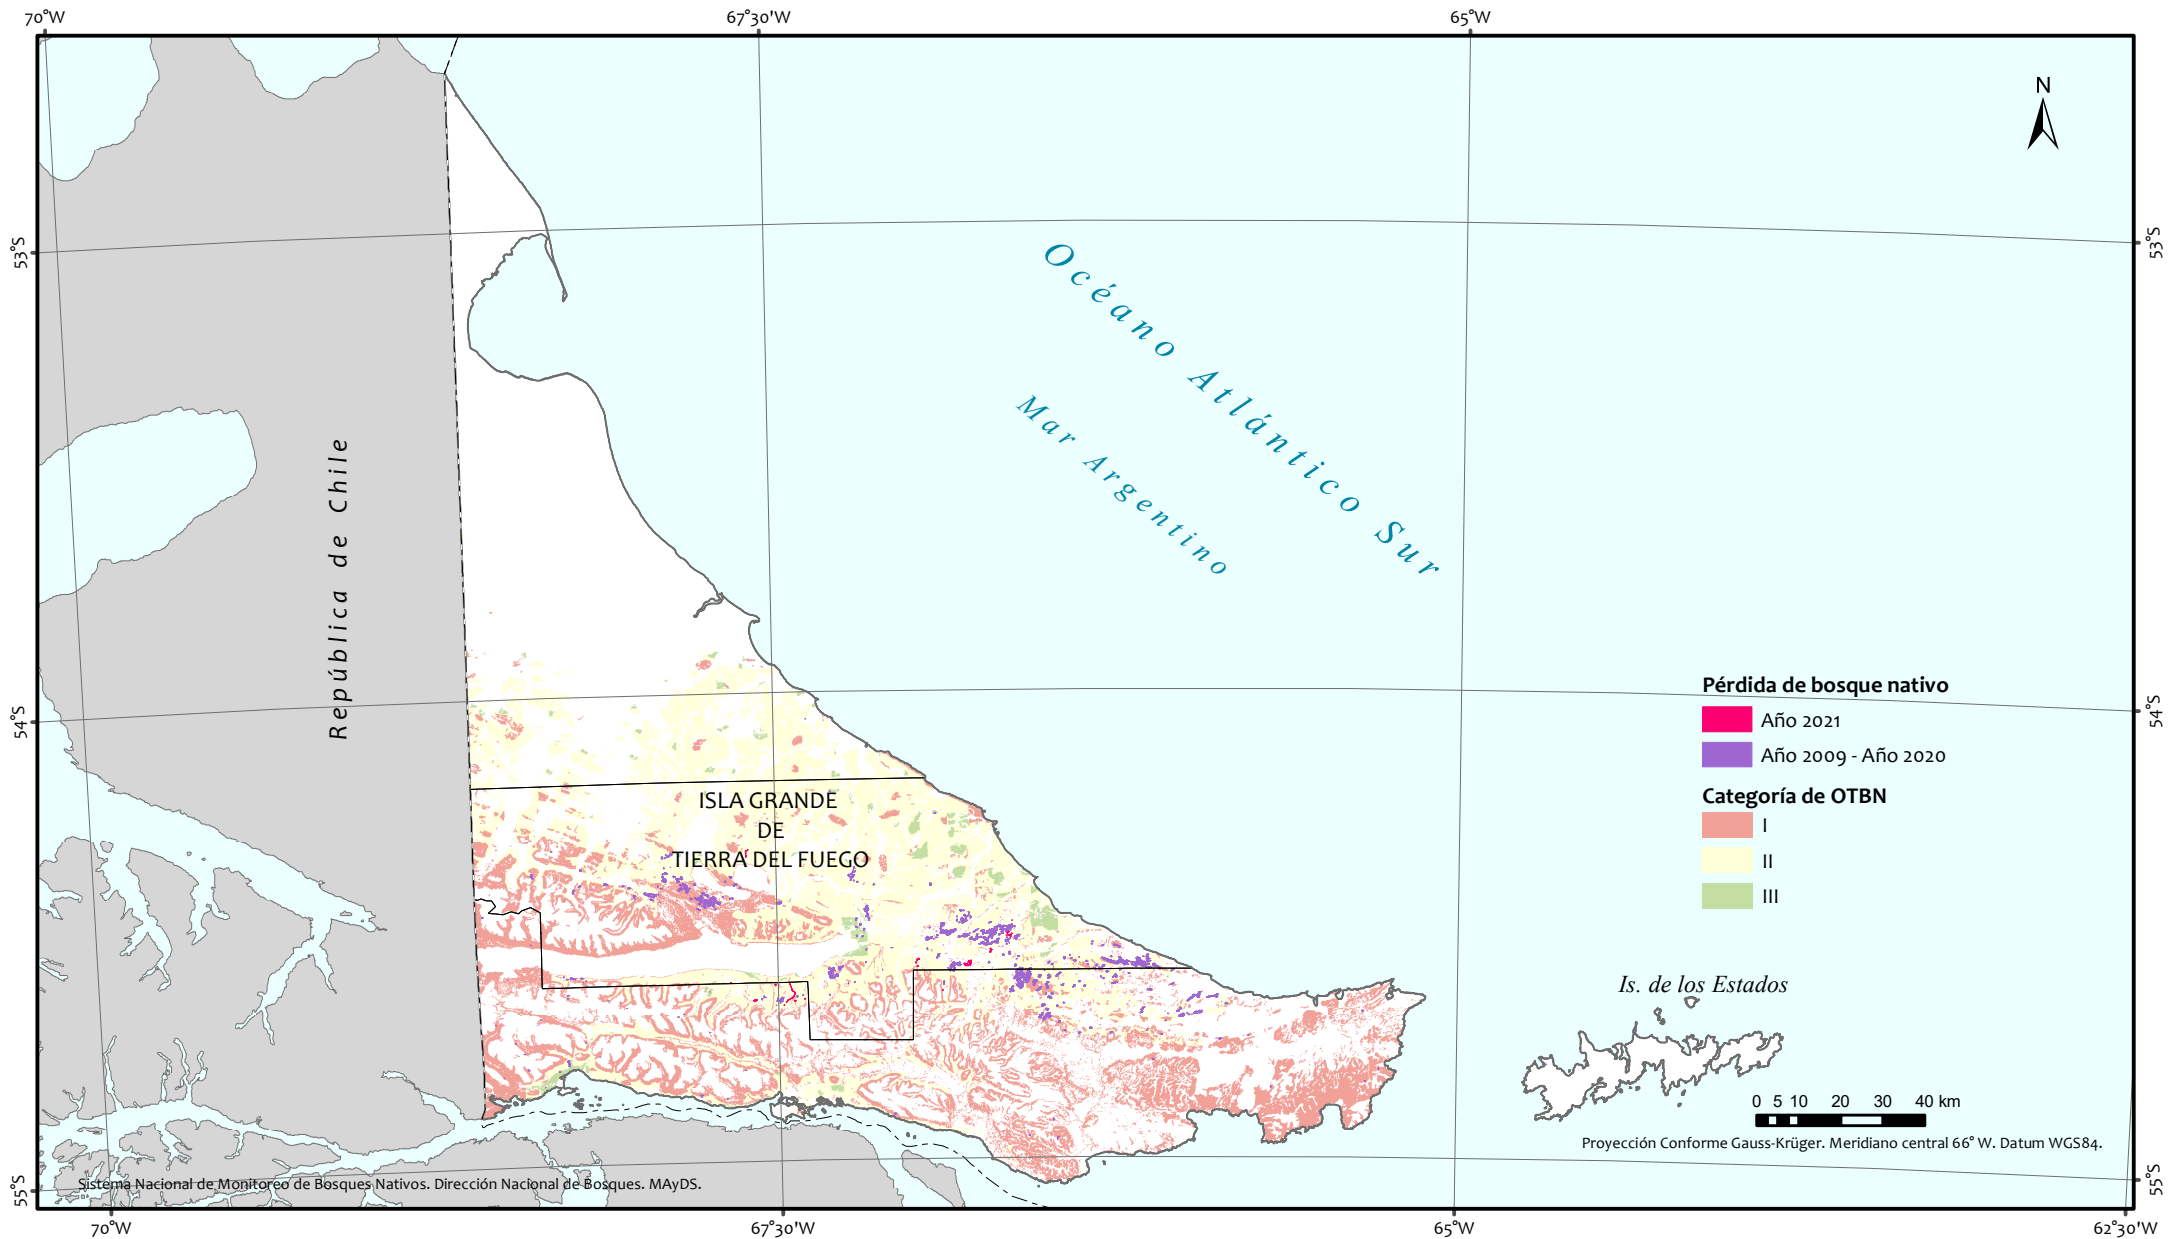 70°W
67°30'W
65°W
N
53°S
53°S
Océano Atlántico Sur
Mar Argentino
República de Chile
54°S
54°S
Pérdida de bosque nativo
Año 2021
Año 2009 - Año 2020
Categoría de OTBN
I
II
III
ISLA GRANDE
DE
TIERRA DEL FUEGO
Is. de los Estados
0 5 10 20 30 40 km
Proyección Conforme Gauss-Krüger. Meridiano central 66° W. Datum WGS84.
Sistema Nacional de Monitoreo de Bosques Nativos. Dirección Nacional de Bosques. MAyDS.
55°S
55°S
70°W
67°30'W
65°W
62°30'W